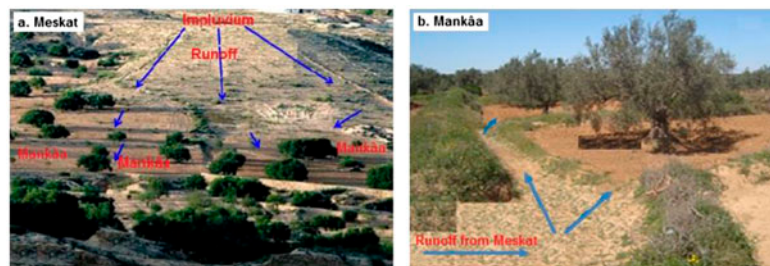 a. Meskat
Impluvium
Runoff
Mankâa
Mankâa
Mankâa
b. Mankâa
Runoff from Meskat